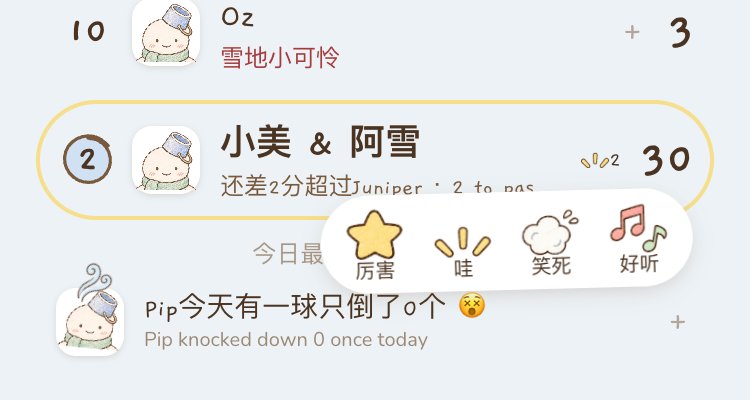 10
Oz
雪地小可怜
+ 3
2
小美 & 阿雪
2 30
还差2分超过Juniper · 2 to pas
今日最
厉害 哇 笑死 好听
Pip今天有一球只倒了0个 😵
Pip knocked down 0 once today
+